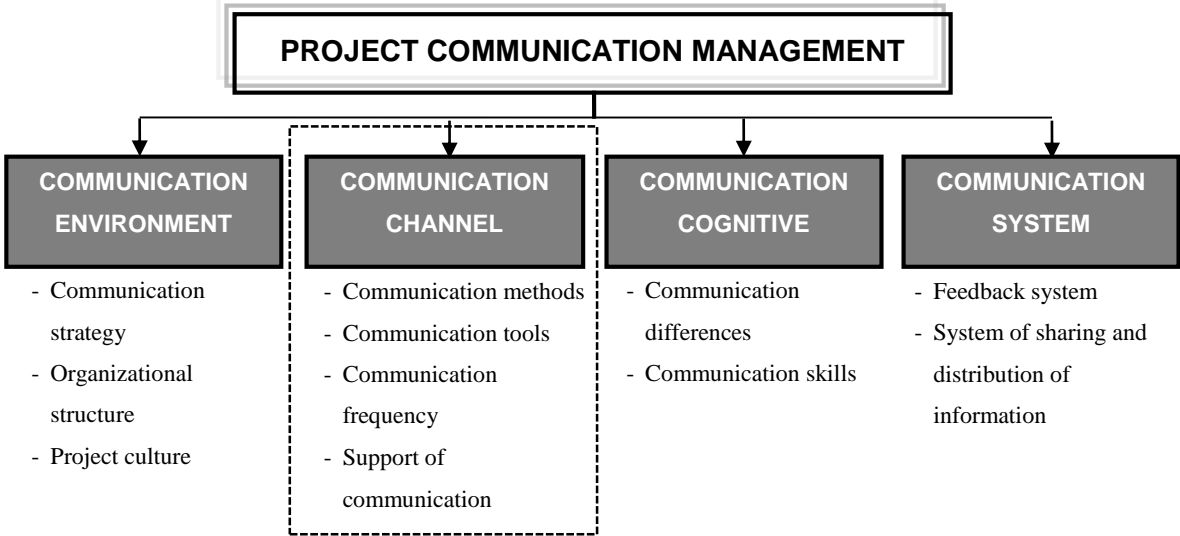 PROJECT COMMUNICATION MANAGEMENT
COMMUNICATION
ENVIRONMENT
- Communication
strategy
- Organizational
structure
- Project culture
COMMUNICATION
CHANNEL
- Communication methods
- Communication tools
- Communication
frequency
- Support of
communication
COMMUNICATION
COGNITIVE
- Communication
differences
- Communication skills
COMMUNICATION
SYSTEM
- Feedback system
- System of sharing and
distribution of
information